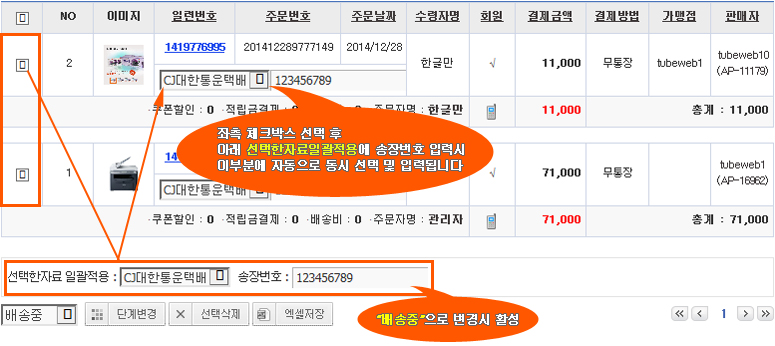 NO 이미지 일련번호 주문번호 주문날짜 수령자명 회원 결제금액 결제방법 가맹점 판매자
2 1419776995 201412289777149 2014/12/28 한글만 √ 11,000 무통장 tubeweb1 tubeweb10
(AP-11179)
CJ대한통운택배 123456789
·쿠폰할인 : 0 ·적립금결제 : 0 ·주문자명 : 한글만 11,000 총계 : 11,000
좌측 체크박스 선택 후
아래 선택한자료일괄적용에 송장번호 입력시
이부분에 자동으로 동시 선택 및 입력됩니다
1 √ 71,000 무통장 tubeweb1
(AP-16962)
CJ대한통운택배
·쿠폰할인 : 0 ·적립금결제 : 0 ·배송비 : 0 ·주문자명 : 관리자 71,000 총계 : 71,000
선택한자료 일괄적용 : CJ대한통운택배 송장번호 : 123456789
배송중 단계변경 선택삭제 엑셀저장 1
"배송중"으로 변경시 활성